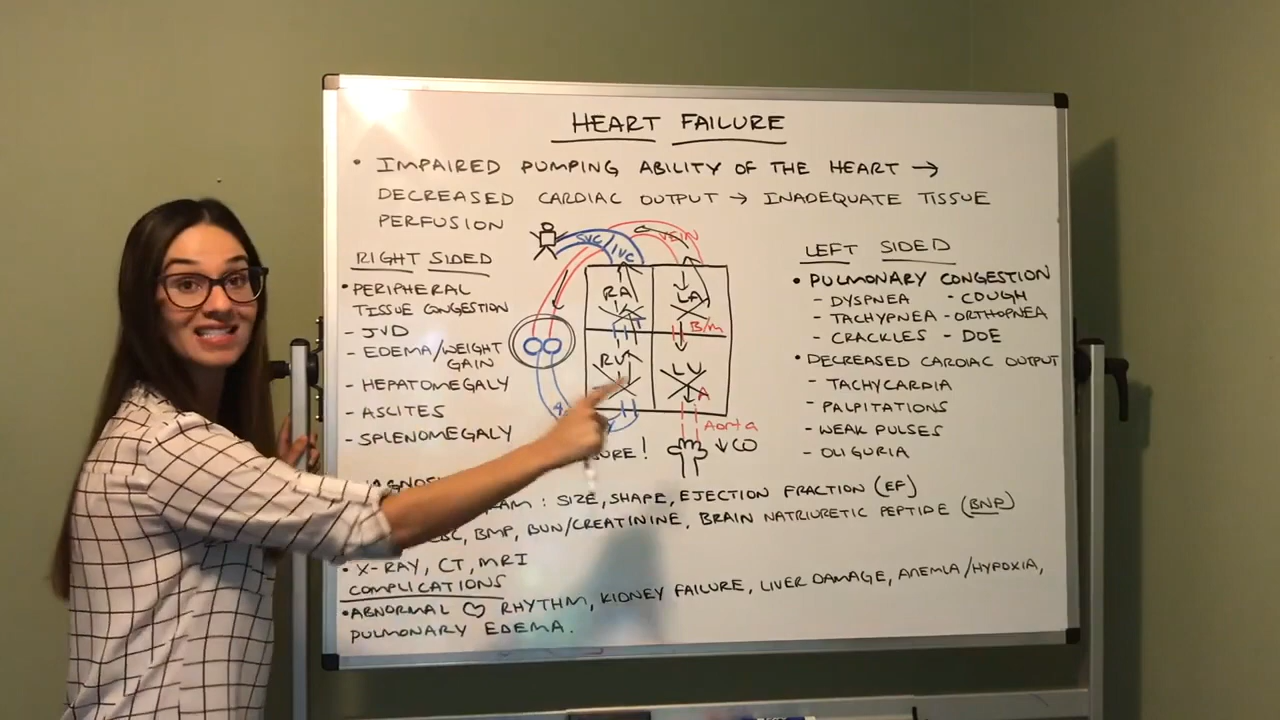 HEART FAILURE
• IMPAIRED PUMPING ABILITY OF THE HEART →
DECREASED CARDIAC OUTPUT → INADEQUATE TISSUE
PERFUSION
RIGHT SIDED
• PERIPHERAL
TISSUE CONGESTION
- JVD
- EDEMA/WEIGHT
GAIN
- HEPATOMEGALY
- ASCITES
- SPLENOMEGALY
SVC
IVC
VEIN
RA
LA
T
B/m
RV
LV
A
Aorta
↓CO
LEFT SIDED
• PULMONARY CONGESTION
- DYSPNEA - COUGH
- TACHYPNEA - ORTHOPNEA
- CRACKLES - DOE
• DECREASED CARDIAC OUTPUT
- TACHYCARDIA
- PALPITATIONS
- WEAK PULSES
- OLIGURIA
: SIZE, SHAPE, EJECTION FRACTION (EF)
CBC, BMP, BUN/CREATININE, BRAIN NATRIURETIC PEPTIDE (BNP)
• X-RAY, CT, MRI
COMPLICATIONS
• ABNORMAL ♡ RHYTHM, KIDNEY FAILURE, LIVER DAMAGE, ANEMIA/HYPOXIA,
PULMONARY EDEMA.